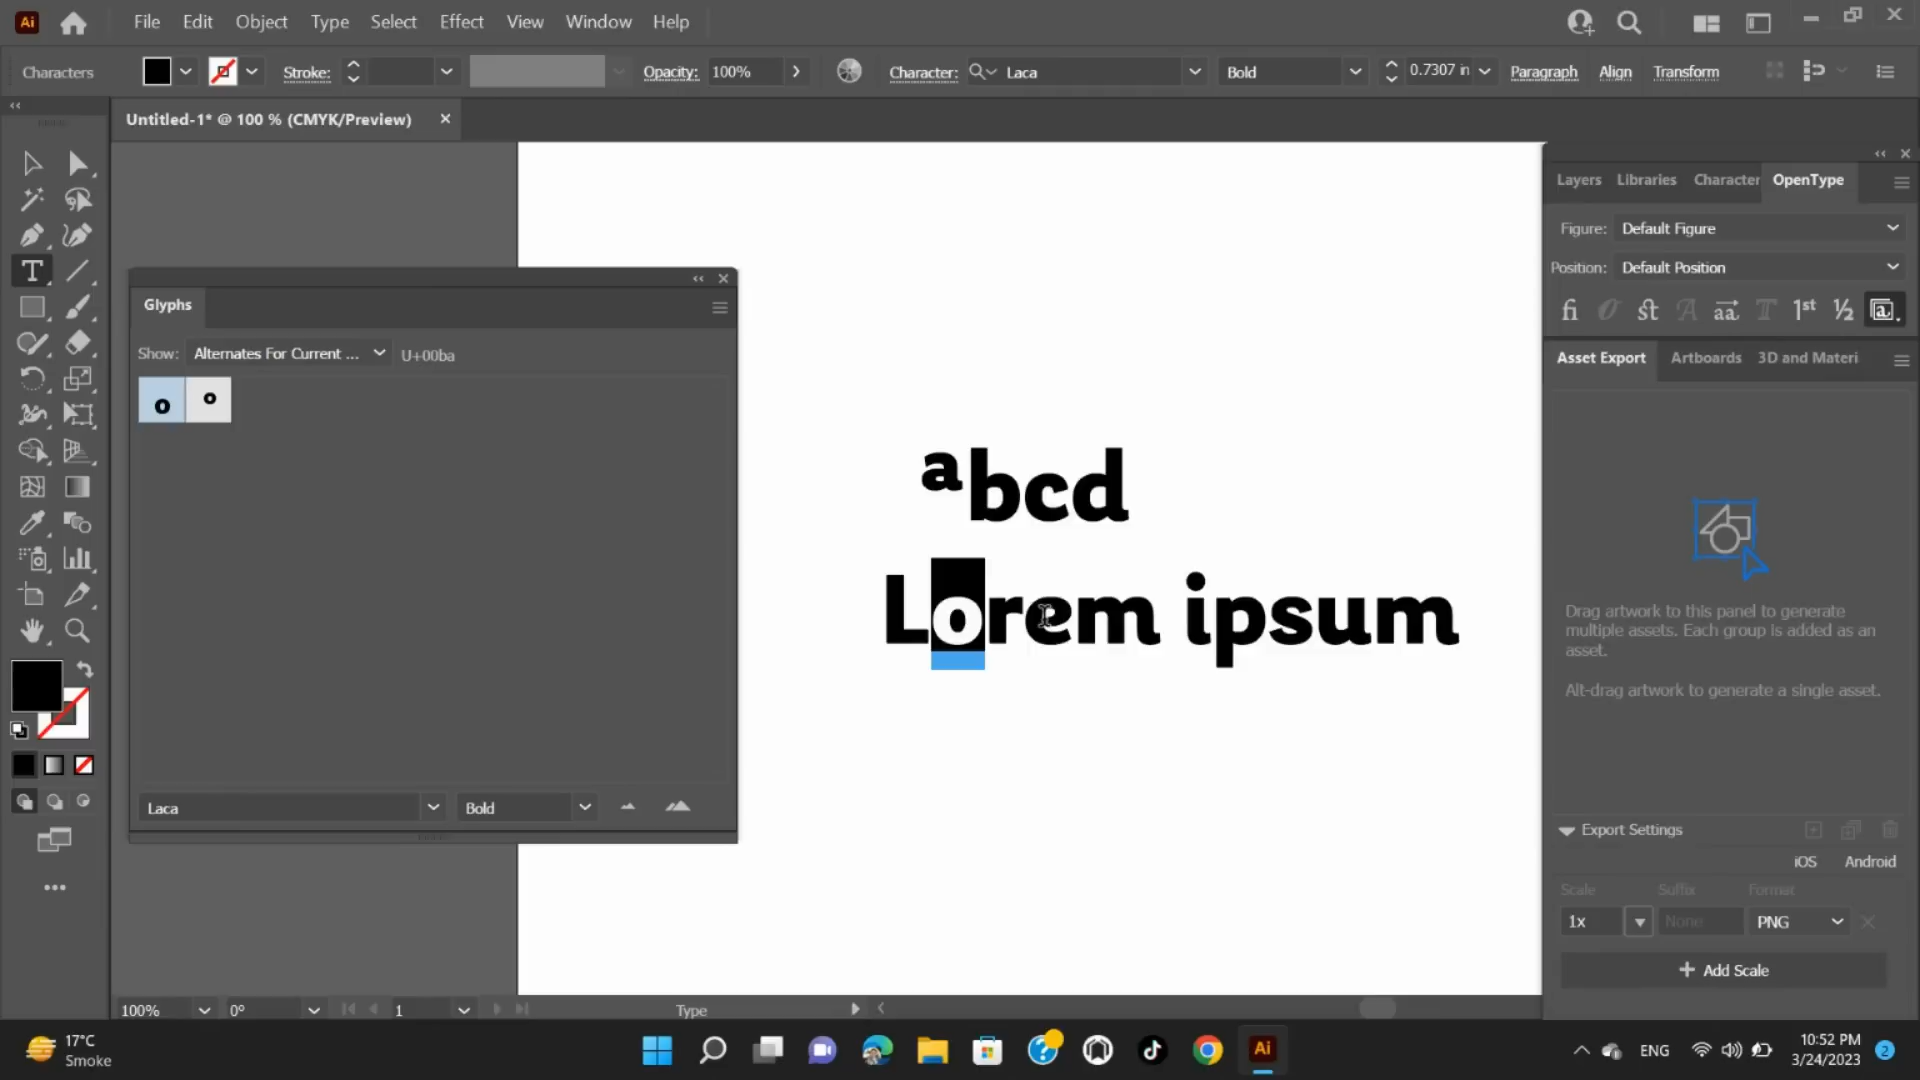 Ai File Edit Object Type Select Effect View Window Help
Characters Stroke: Opacity: 100% Character: Laca Bold 0.7307 in Paragraph Align Transform
Untitled-1* @ 100 % (CMYK/Preview)
Layers Libraries Character OpenType
Figure: Default Figure
Position: Default Position
fi st aa T 1st ½ a
Glyphs
Show: Alternates For Current ... U+00ba
o o
Laca Bold
abcd
Lorem ipsum
Asset Export Artboards 3D and Materi
Drag artwork to this panel to generate
multiple assets. Each group is added as an
asset.
Alt-drag artwork to generate a single asset.
Export Settings
iOS Android
Scale Suffix Format
1x None PNG
+ Add Scale
100% 0° 1 Type
17°C
Smoke
Ai
ENG
10:52 PM
3/24/2023
2